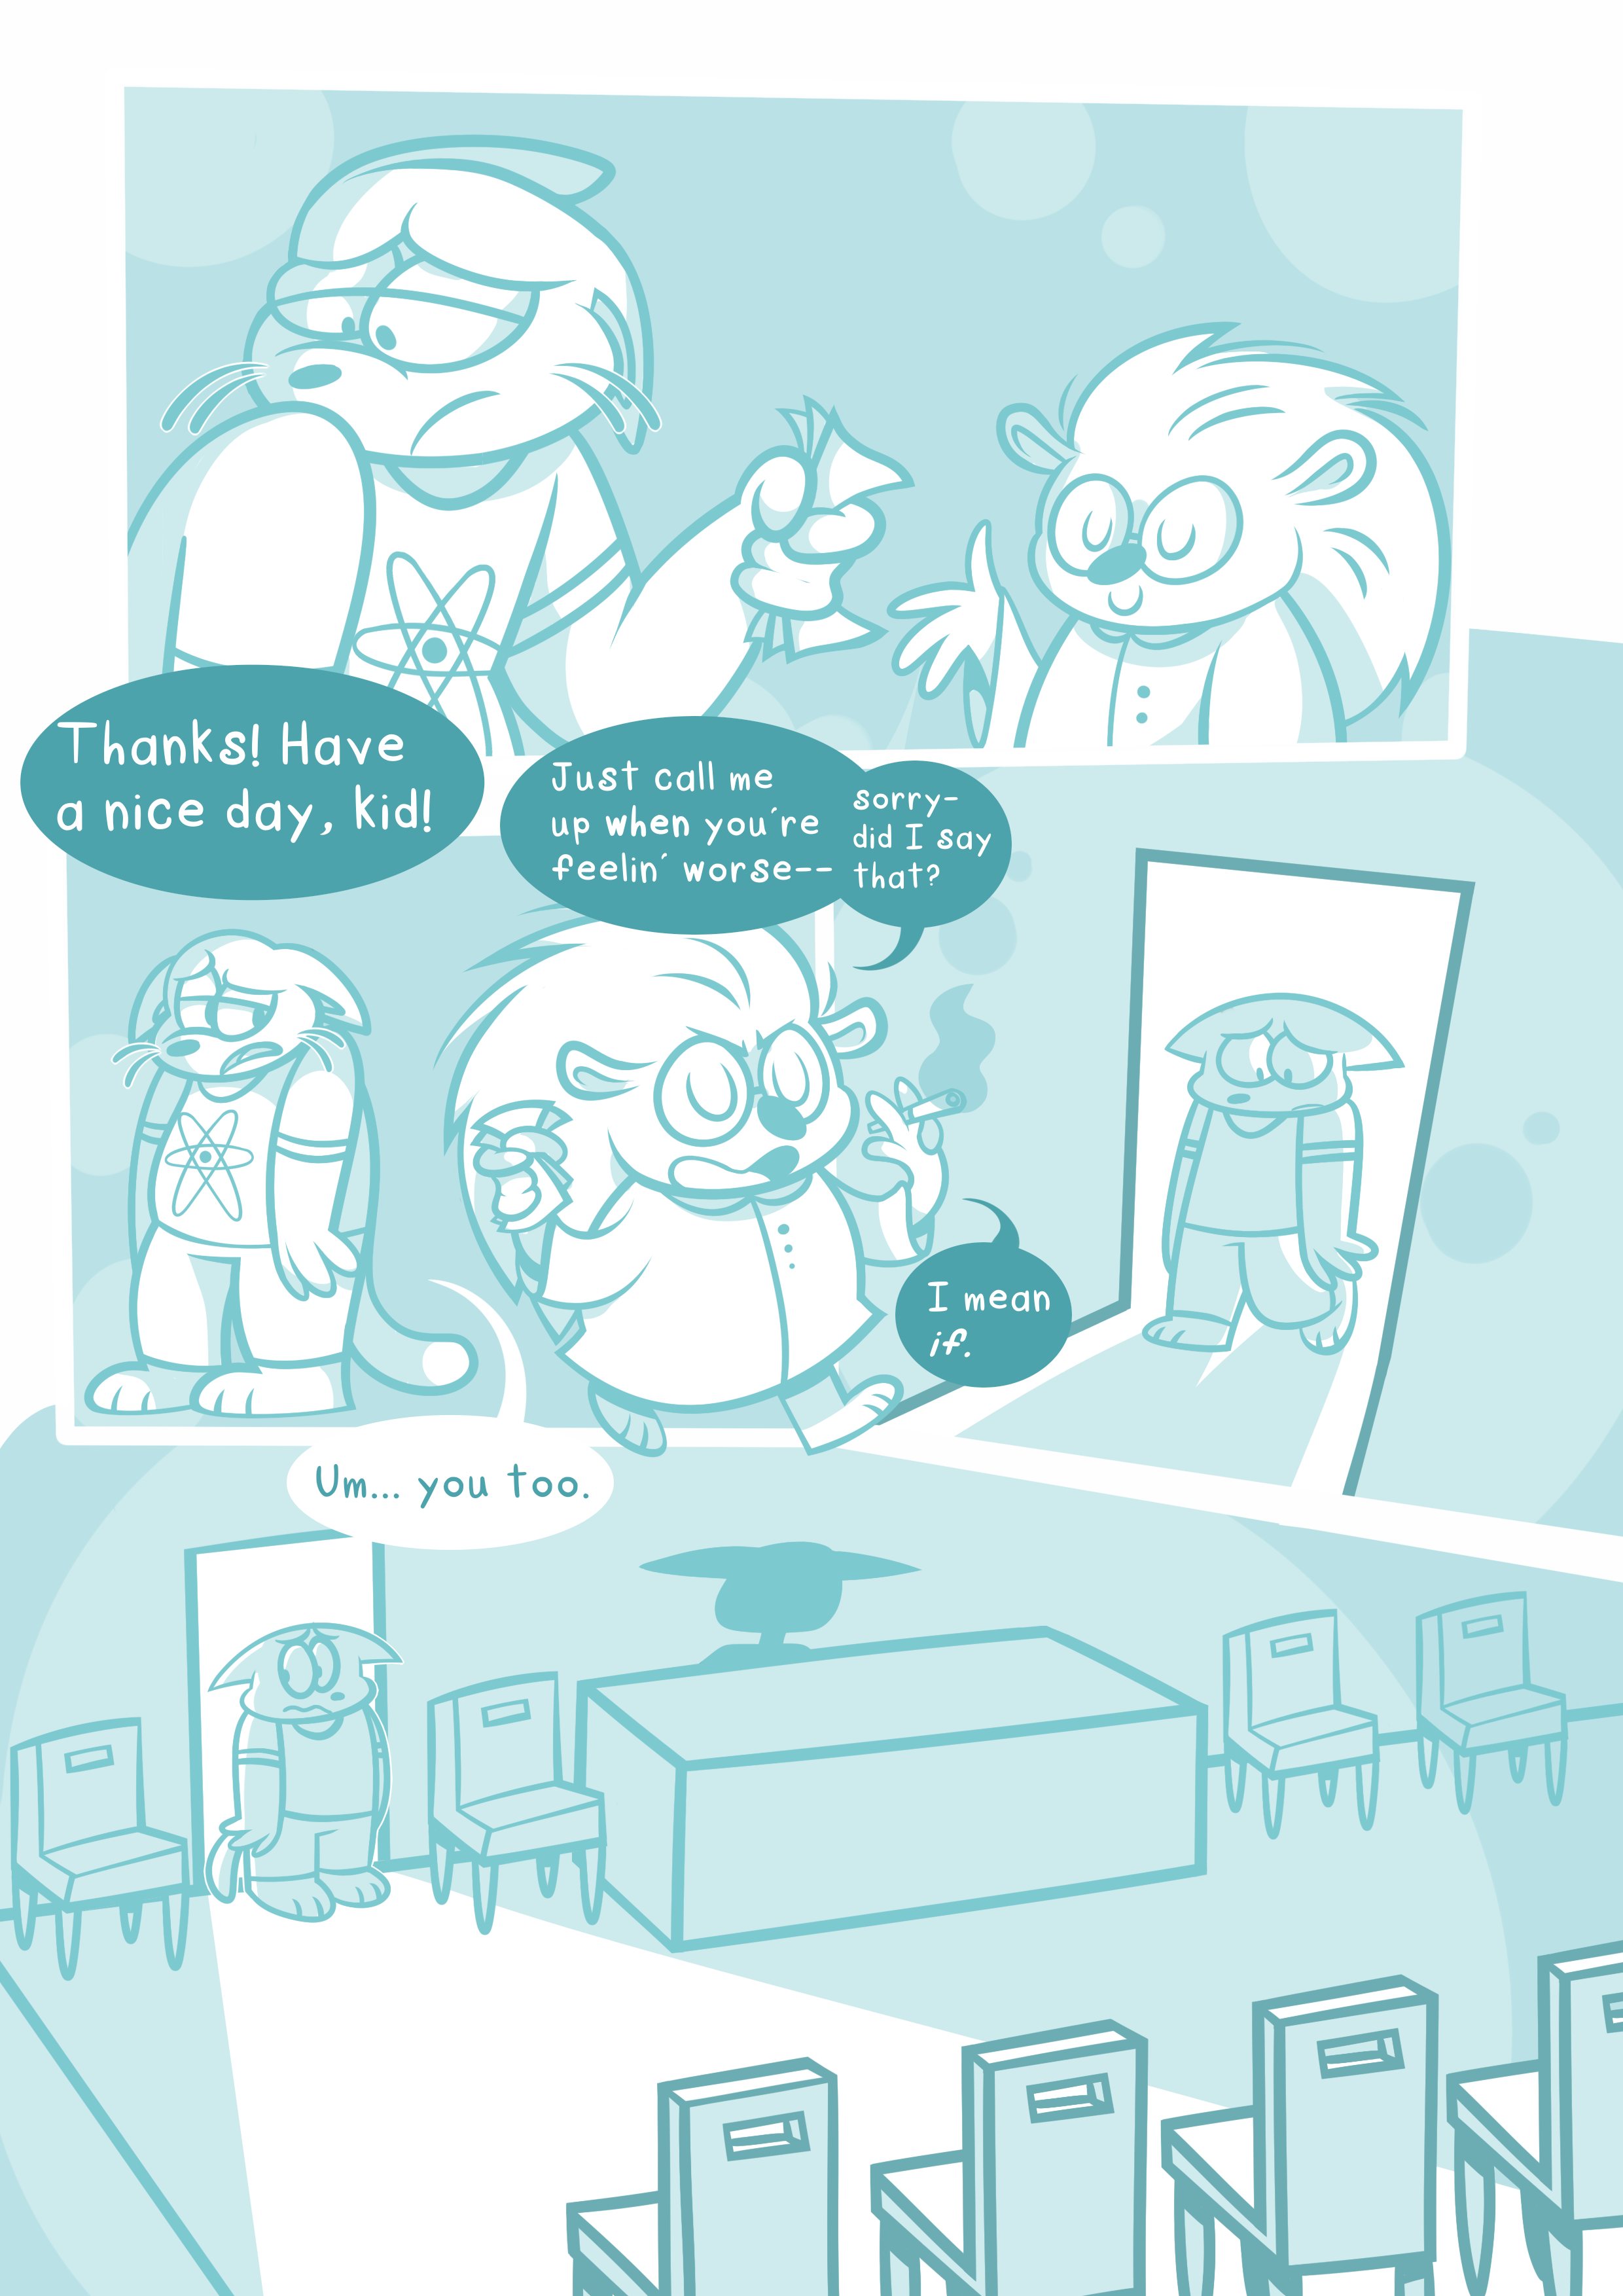 Thanks! Have
a nice day, kid!
Just call me
up when you're
feelin' worse--
sorry-
did I say
that?
I mean
if.
Um... you too.